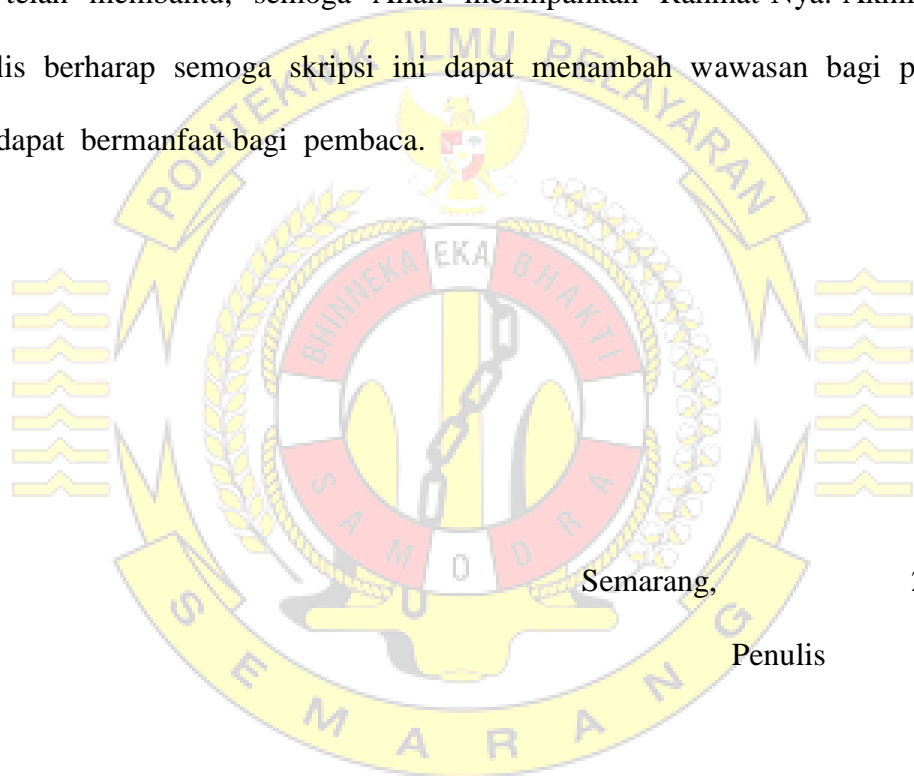 telah membantu, semoga Allah melimpahkan Rahmat-Nya.
lis berharap semoga skripsi ini dapat menambah wawasan bagi p
dapat bermanfaat bagi pembaca.
POLITEKNIK ILMU PELAYARAN
BHINNEKA EKA BHAKTI
SAMODRA
Semarang, 2
Penulis
SEMARANG